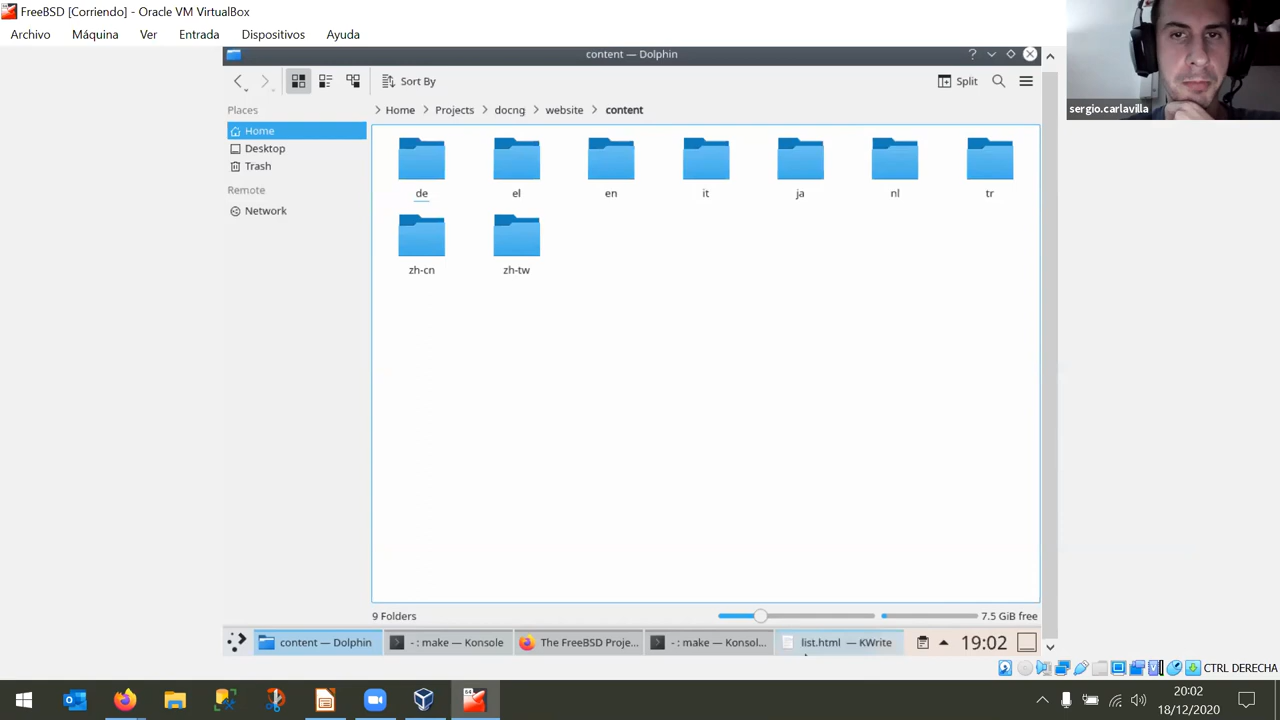 FreeBSD [Corriendo] - Oracle VM VirtualBox
Archivo Máquina Ver Entrada Dispositivos Ayuda
content — Dolphin
Sort By
Split
sergio.carlavilla
Places
Home
Desktop
Trash
Remote
Network
Home Projects docng website content
de el en it ja nl tr
zh-cn zh-tw
9 Folders
7.5 GiB free
content — Dolphin
- : make — Konsole
The FreeBSD Proje...
- : make — Konsol...
list.html — KWrite
19:02
CTRL DERECHA
20:02
18/12/2020